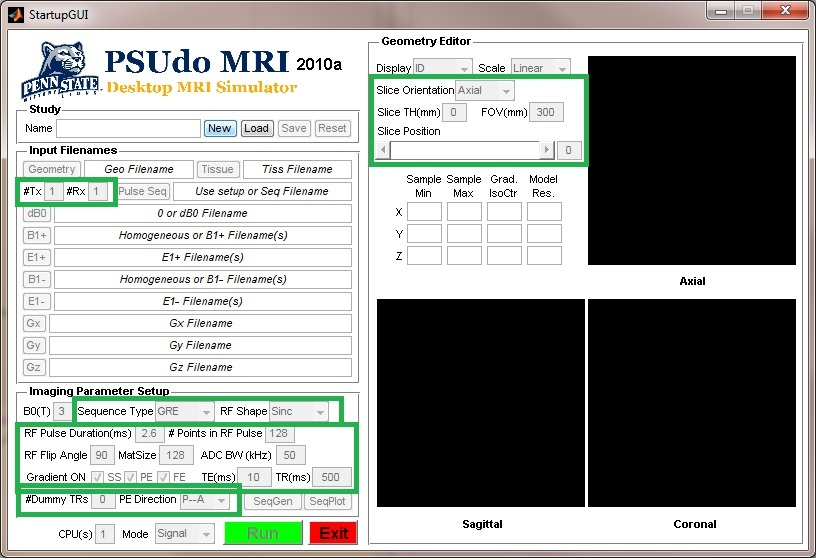 StartupGUI
PENN STATE
PSUdo MRI 2010a
Desktop MRI Simulator
Study
Name New Load Save Reset
Input Filenames
Geometry Geo Filename Tissue Tiss Filename
#Tx 1 #Rx 1 Pulse Seq Use setup or Seq Filename
dB0 0 or dB0 Filename
B1+ Homogeneous or B1+ Filename(s)
E1+ E1+ Filename(s)
B1- Homogeneous or B1- Filename(s)
E1- E1- Filename(s)
Gx Gx Filename
Gy Gy Filename
Gz Gz Filename
Imaging Parameter Setup
B0(T) 3 Sequence Type GRE RF Shape Sinc
RF Pulse Duration(ms) 2.6 # Points in RF Pulse 128
RF Flip Angle 90 MatSize 128 ADC BW (kHz) 50
Gradient ON SS PE FE TE(ms) 10 TR(ms) 500
#Dummy TRs 0 PE Direction P--A SeqGen SeqPlot
CPU(s) 1 Mode Signal Run Exit
Geometry Editor
Display ID Scale Linear
Slice Orientation Axial
Slice TH(mm) 0 FOV(mm) 300
Slice Position
0
Sample Min Sample Max Grad. IsoCtr Model Res.
X
Y
Z
Axial
Sagittal
Coronal